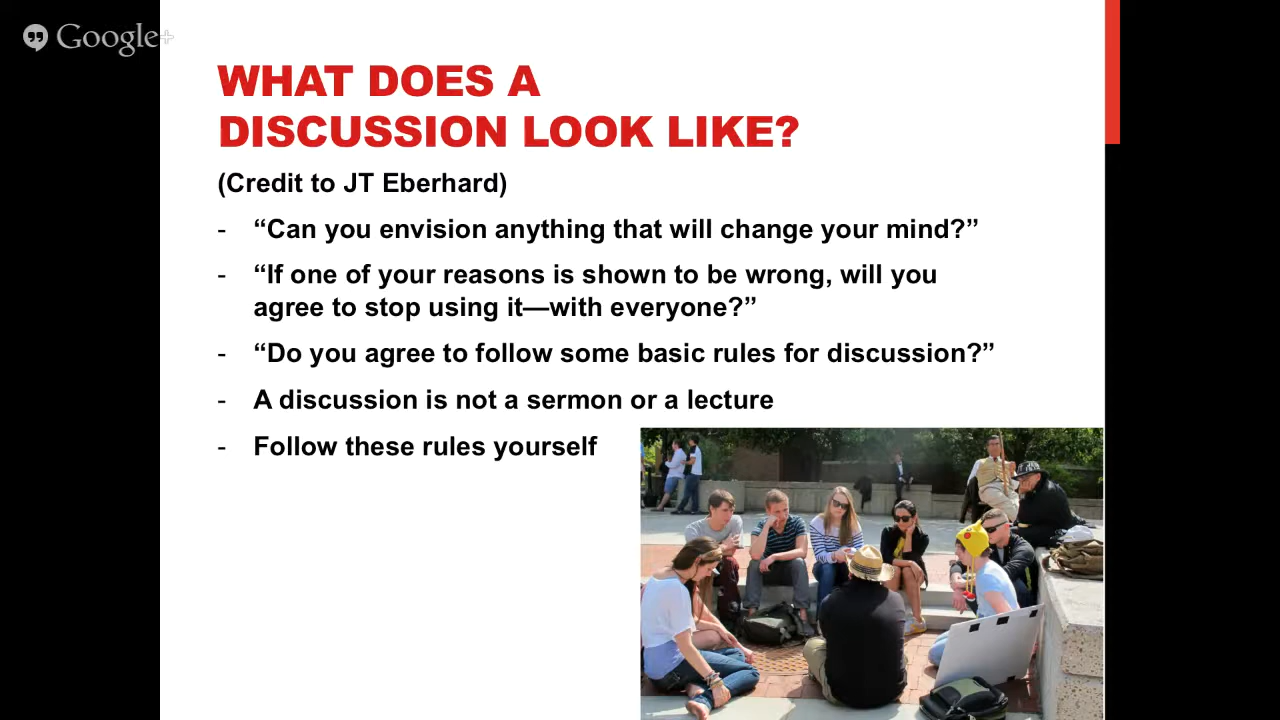 Google+
WHAT DOES A
DISCUSSION LOOK LIKE?
(Credit to JT Eberhard)
- “Can you envision anything that will change your mind?”
- “If one of your reasons is shown to be wrong, will you
agree to stop using it—with everyone?”
- “Do you agree to follow some basic rules for discussion?”
- A discussion is not a sermon or a lecture
- Follow these rules yourself